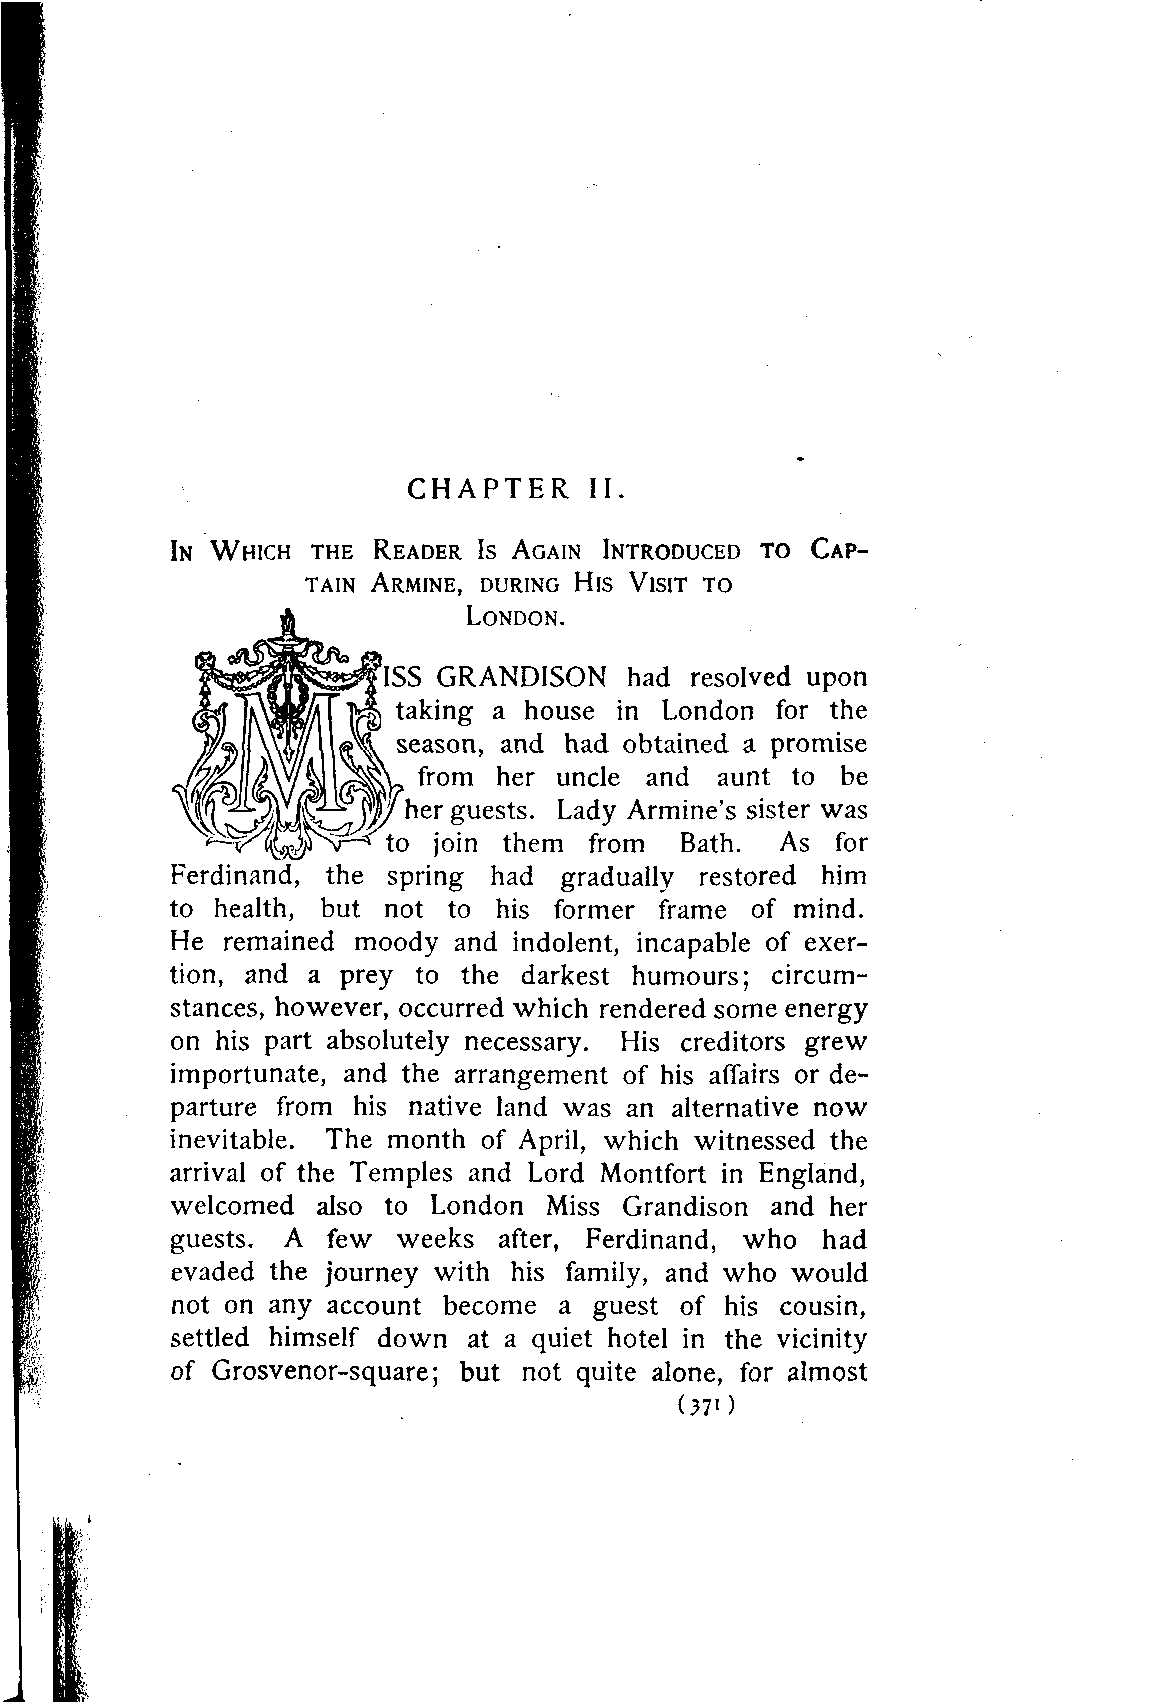 CHAPTER II.
In Which the Reader Is Again Introduced to Cap-
tain Armine, during His Visit to
London.
MISS GRANDISON had resolved upon
taking a house in London for the
season, and had obtained a promise
from her uncle and aunt to be
her guests. Lady Armine's sister was
to join them from Bath. As for
Ferdinand, the spring had gradually restored him
to health, but not to his former frame of mind.
He remained moody and indolent, incapable of exer-
tion, and a prey to the darkest humours; circum-
stances, however, occurred which rendered some energy
on his part absolutely necessary. His creditors grew
importunate, and the arrangement of his affairs or de-
parture from his native land was an alternative now
inevitable. The month of April, which witnessed the
arrival of the Temples and Lord Montfort in England,
welcomed also to London Miss Grandison and her
guests. A few weeks after, Ferdinand, who had
evaded the journey with his family, and who would
not on any account become a guest of his cousin,
settled himself down at a quiet hotel in the vicinity
of Grosvenor-square; but not quite alone, for almost
(371)